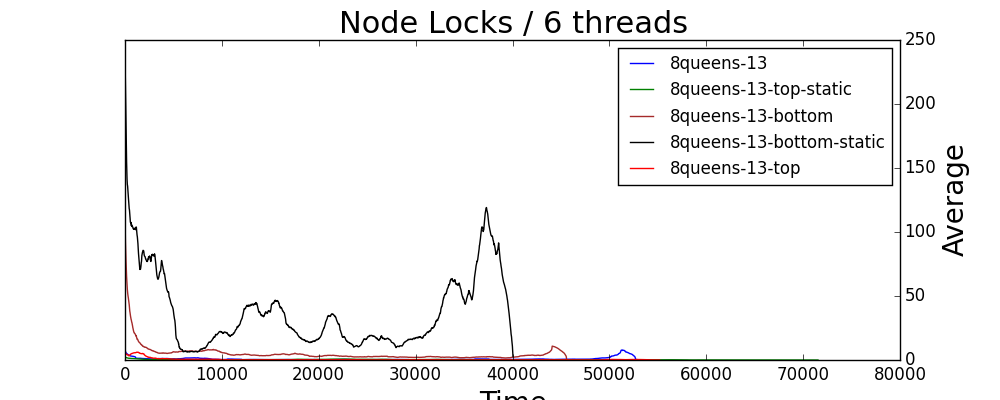 Node Locks / 6 threads
250
200
150
100
50
0
Average
8queens-13
8queens-13-top-static
8queens-13-bottom
8queens-13-bottom-static
8queens-13-top
0 10000 20000 30000 40000 50000 60000 70000 80000
Time